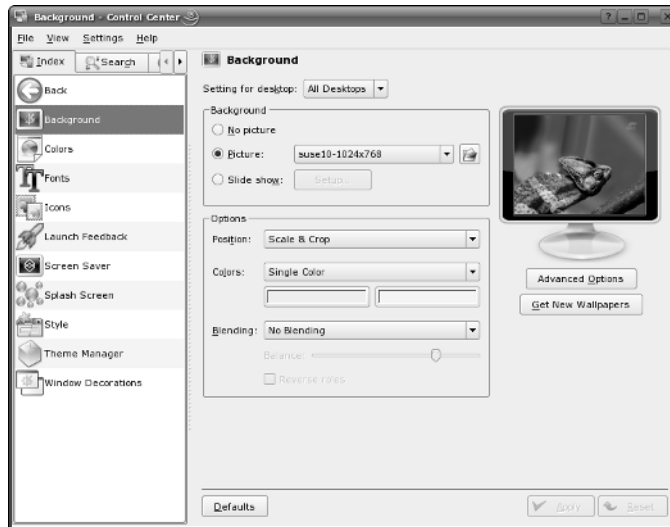 Background - Control Center
File View Settings Help
Index Search
Back
Background
Colors
Fonts
Icons
Launch Feedback
Screen Saver
Splash Screen
Style
Theme Manager
Window Decorations
Background
Setting for desktop: All Desktops
Background
No picture
Picture: suse10-1024x768
Slide show: Setup...
Options
Position: Scale & Crop
Colors: Single Color
Blending: No Blending
Balance:
Reverse roles
Advanced Options
Get New Wallpapers
Defaults
Apply
Reset